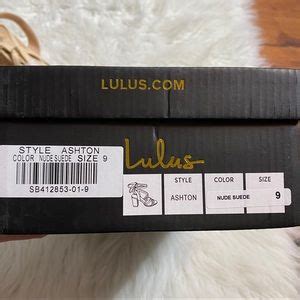 LULUS.COM
STYLE ASHTON
COLOR NUDE SUEDE SIZE 9
SB412853-01-9
Lulus
STYLE COLOR SIZE
ASHTON NUDE SUEDE 9